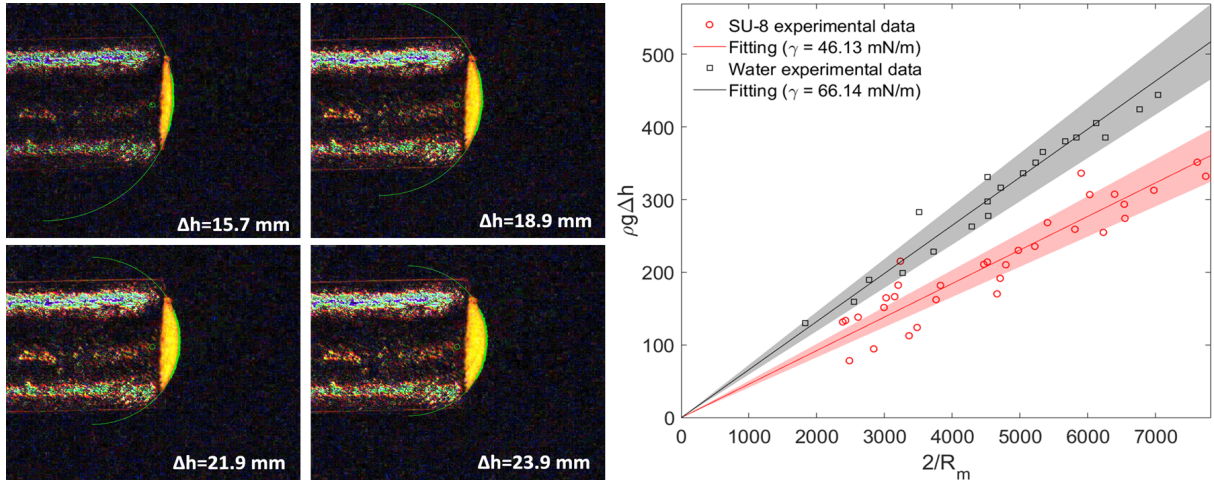 Δh=15.7 mm
Δh=18.9 mm
Δh=21.9 mm
Δh=23.9 mm
SU-8 experimental data
Fitting (γ = 46.13 mN/m)
Water experimental data
Fitting (γ = 66.14 mN/m)
500
400
300
200
100
0
ρgΔh
0 1000 2000 3000 4000 5000 6000 7000
2/R_m